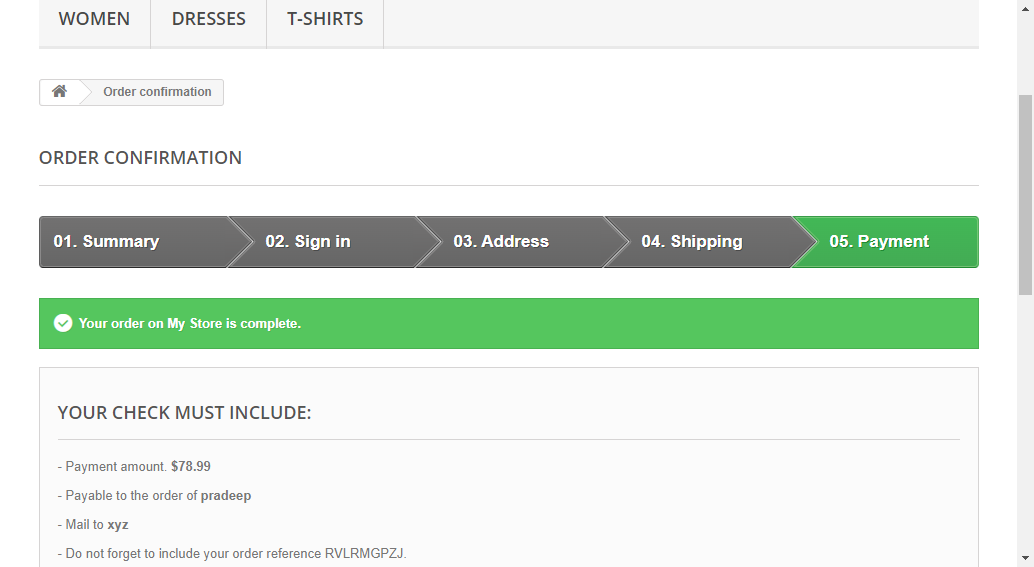 WOMEN DRESSES T-SHIRTS
Order confirmation
ORDER CONFIRMATION
01. Summary 02. Sign in 03. Address 04. Shipping 05. Payment
Your order on My Store is complete.
YOUR CHECK MUST INCLUDE:
- Payment amount. $78.99
- Payable to the order of pradeep
- Mail to xyz
- Do not forget to include your order reference RVLRMGPZJ.